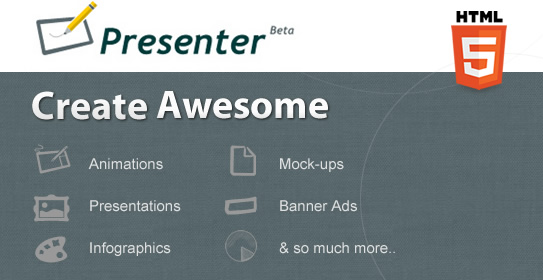 Presenter Beta
HTML
5
Create Awesome
Animations
Mock-ups
Presentations
Banner Ads
Infographics
& so much more..